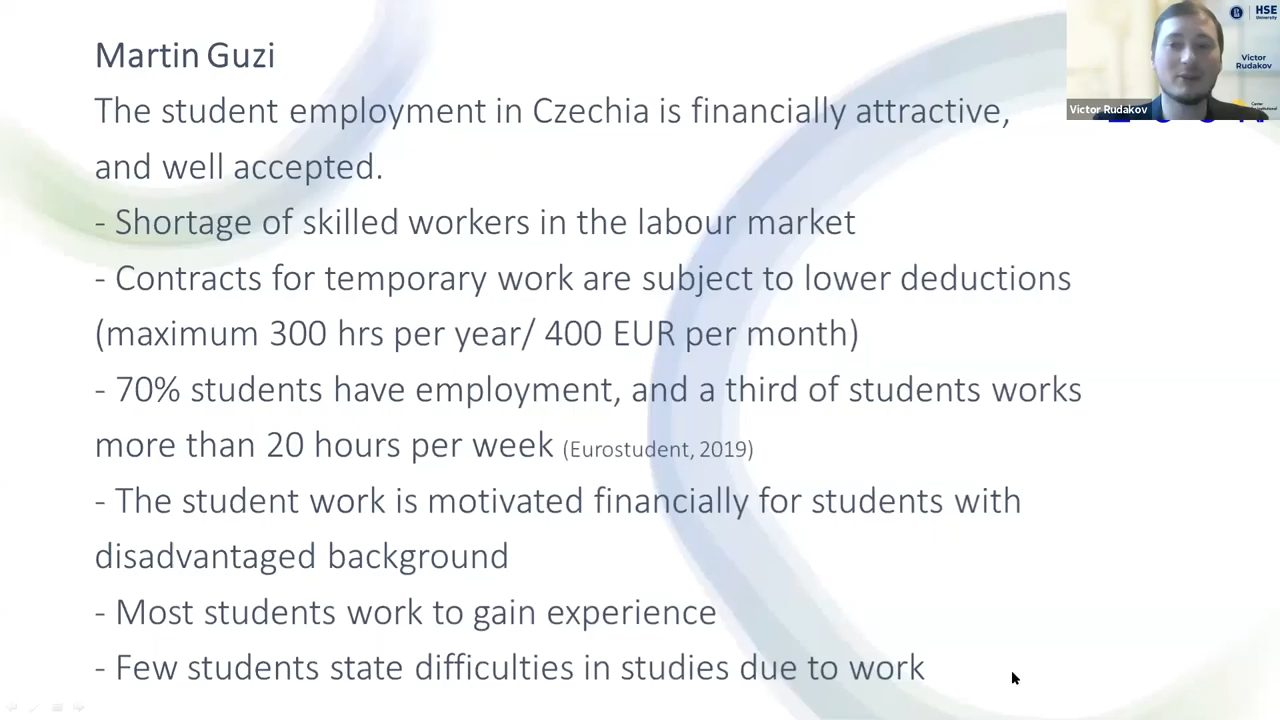 Martin Guzi
The student employment in Czechia is financially attractive,
and well accepted.
- Shortage of skilled workers in the labour market
- Contracts for temporary work are subject to lower deductions
(maximum 300 hrs per year/ 400 EUR per month)
- 70% students have employment, and a third of students works
more than 20 hours per week (Eurostudent, 2019)
- The student work is motivated financially for students with
disadvantaged background
- Most students work to gain experience
- Few students state difficulties in studies due to work
HSE
University
Victor
Rudakov
Victor Rudakov